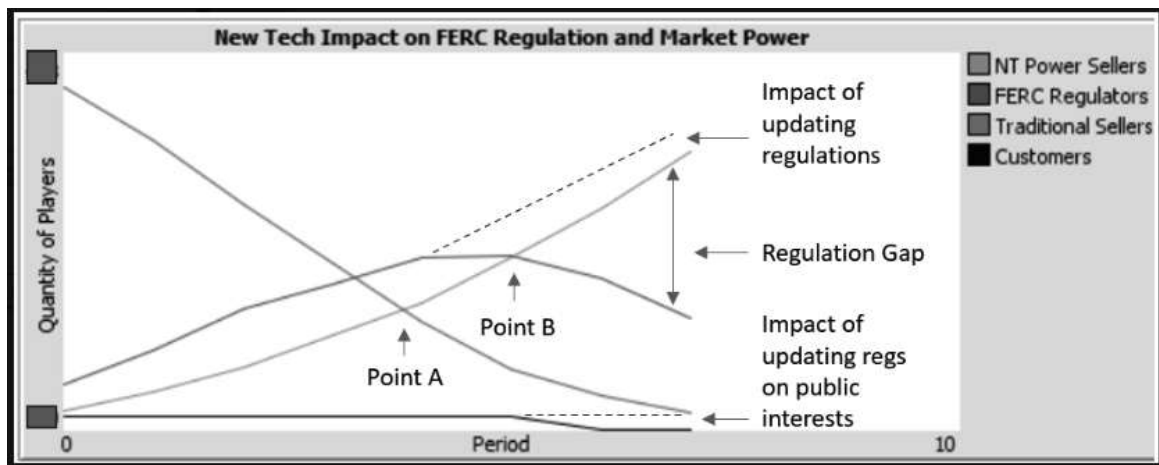 New Tech Impact on FERC Regulation and Market Power
NT Power Sellers
FERC Regulators
Traditional Sellers
Customers
Impact of
updating
regulations
Regulation Gap
Point B
Point A
Impact of
updating regs
on public
interests
Quantity of Players
0
Period
10